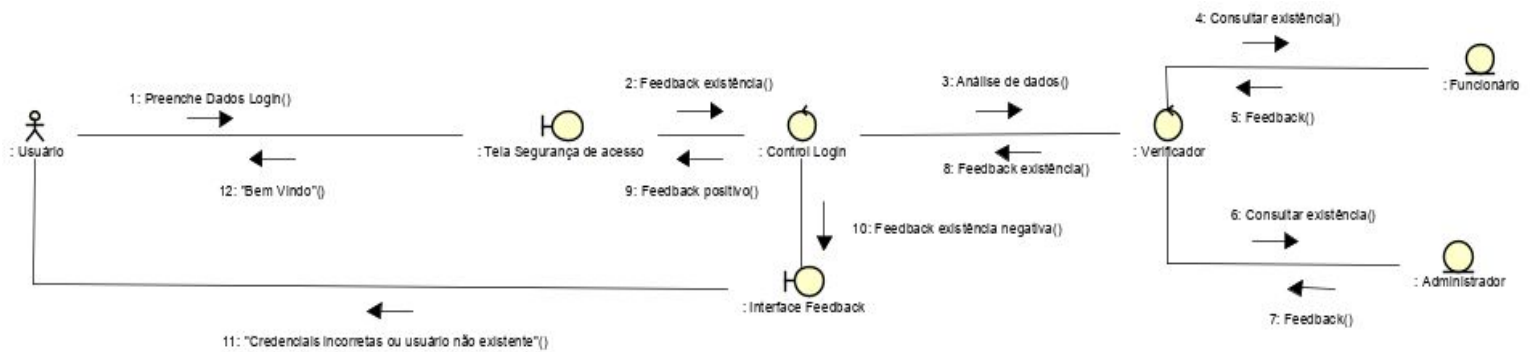 4: Consultar existência()
1: Preenche Dados Login()
2: Feedback existência()
3: Análise de dados()
: Funcionário
5: Feedback()
: Usuário
: Tela Segurança de acesso
: Control Login
: Verificador
12: "Bem Vindo"()
9: Feedback positivo()
8: Feedback existência()
10: Feedback existência negativa()
6: Consultar existência()
: Administrador
: Interface Feedback
7: Feedback()
11: "Credenciais Incorretas ou usuário não existente"()